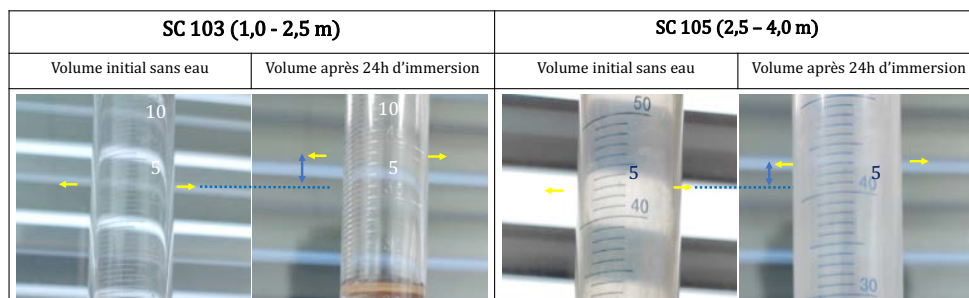 SC 103 (1,0 - 2,5 m)
SC 105 (2,5 – 4,0 m)
Volume initial sans eau
Volume après 24h d'immersion
Volume initial sans eau
Volume après 24h d'immersion
10
5
10
5
50
5
40
5
40
30